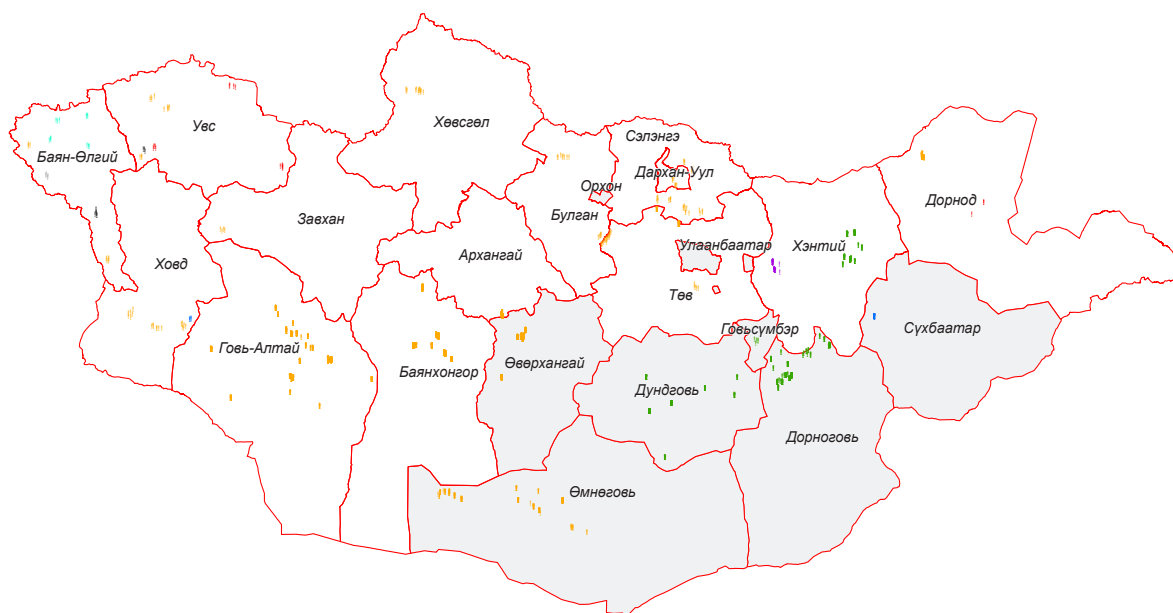 Хөвсгөл
Увс
Сэлэнгэ
Баян-Өлгий
Дархан-Уул
Орхон
Дорнод
Завхан
Булган
Улаанбаатар
Хэнтий
Архангай
Ховд
Төв
Говьсүмбэр
Сүхбаатар
Говь-Алтай
Өвөрхангай
Баянхонгор
Дундговь
Дорноговь
Өмнөговь